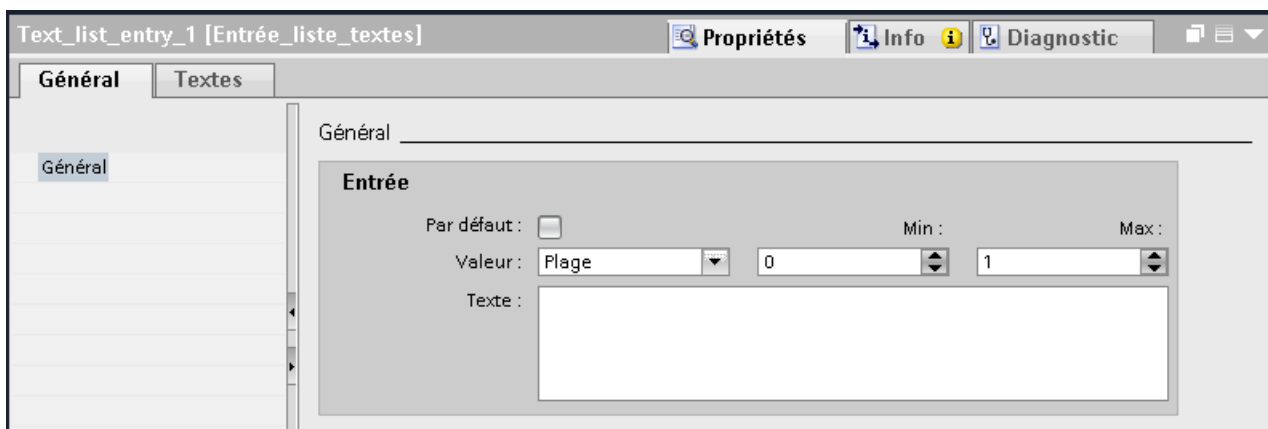 Text_list_entry_1 [Entrée_liste_textes] Propriétés Info Diagnostic
Général Textes
Général
Général
Entrée
Par défaut : Min : Max :
Valeur : Plage 0 1
Texte :